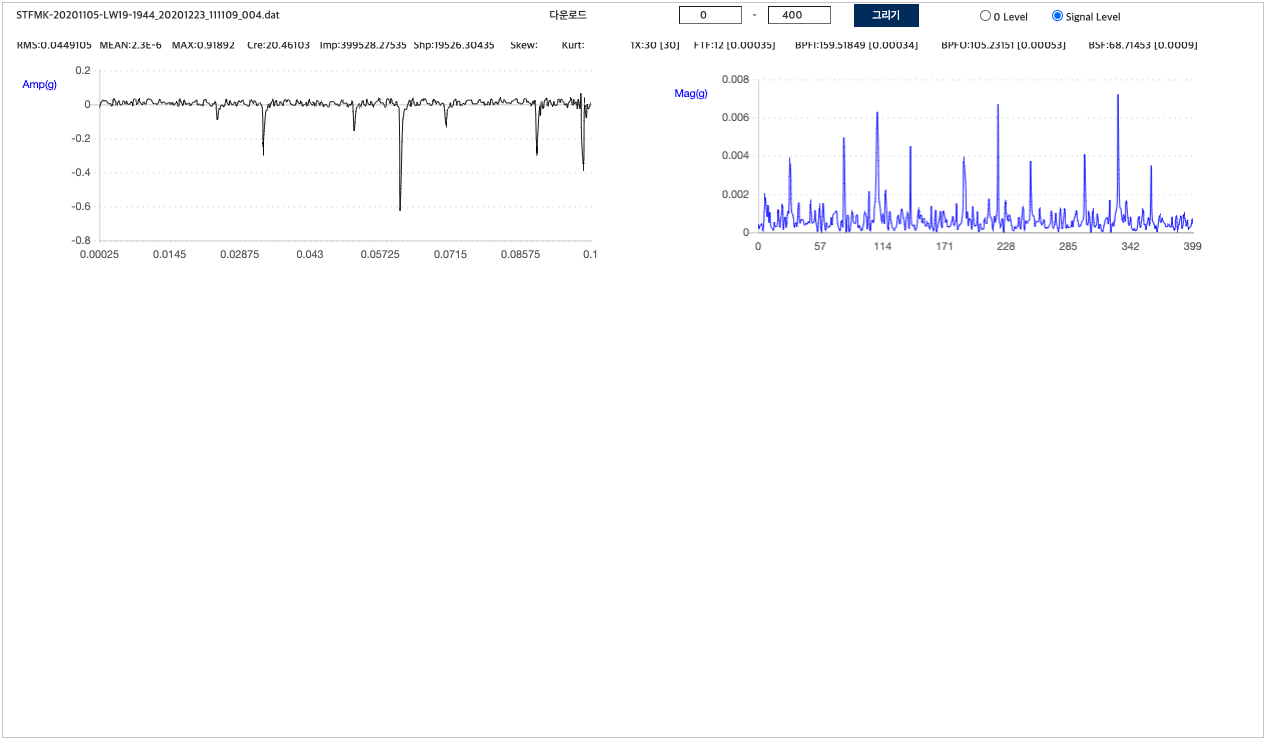 STFMK-20201105-LW19-1944_20201223_111109_004.dat 다운로드 0 - 400 그리기 0 Level Signal Level
RMS:0.0449105 MEAN:2.3E-6 MAX:0.91892 Cre:20.46103 Imp:399528.27535 Shp:19526.30435 Skew: Kurt: 1X:30 [30] FTF:12 [0.00035] BPFI:159.51849 [0.00034] BPFO:105.23151 [0.00053] BSF:68.71453 [0.0009]
Amp(g)
0.2
0
-0.2
-0.4
-0.6
-0.8
0.00025 0.0145 0.02875 0.043 0.05725 0.0715 0.08575 0.1
Mag(g)
0.008
0.006
0.004
0.002
0
0 57 114 171 228 285 342 399